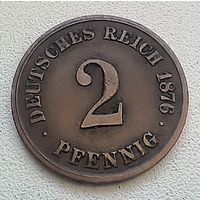 DEUTSCHES REICH 1876
2
· PFENNIG ·